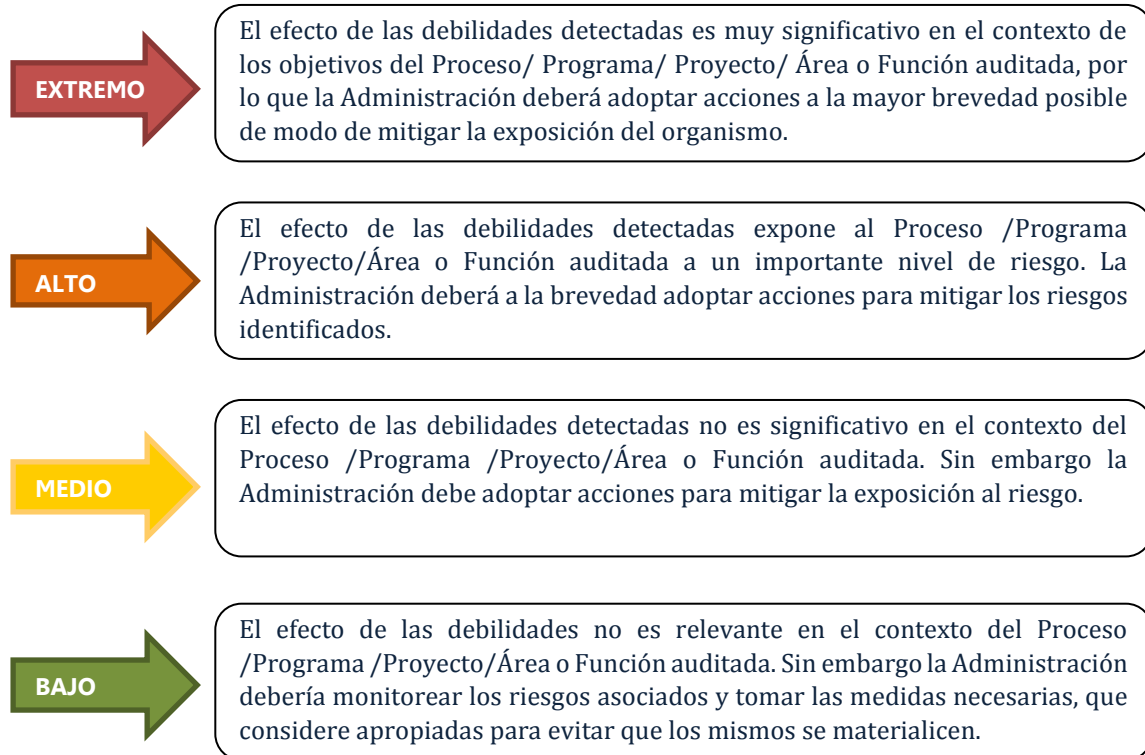 EXTREMO
El efecto de las debilidades detectadas es muy significativo en el contexto de
los objetivos del Proceso/ Programa/ Proyecto/ Área o Función auditada, por
lo que la Administración deberá adoptar acciones a la mayor brevedad posible
de modo de mitigar la exposición del organismo.
ALTO
El efecto de las debilidades detectadas expone al Proceso /Programa
/Proyecto/Área o Función auditada a un importante nivel de riesgo. La
Administración deberá a la brevedad adoptar acciones para mitigar los riesgos
identificados.
MEDIO
El efecto de las debilidades detectadas no es significativo en el contexto del
Proceso /Programa /Proyecto/Área o Función auditada. Sin embargo la
Administración debe adoptar acciones para mitigar la exposición al riesgo.
BAJO
El efecto de las debilidades no es relevante en el contexto del Proceso
/Programa /Proyecto/Área o Función auditada. Sin embargo la Administración
debería monitorear los riesgos asociados y tomar las medidas necesarias, que
considere apropiadas para evitar que los mismos se materialicen.